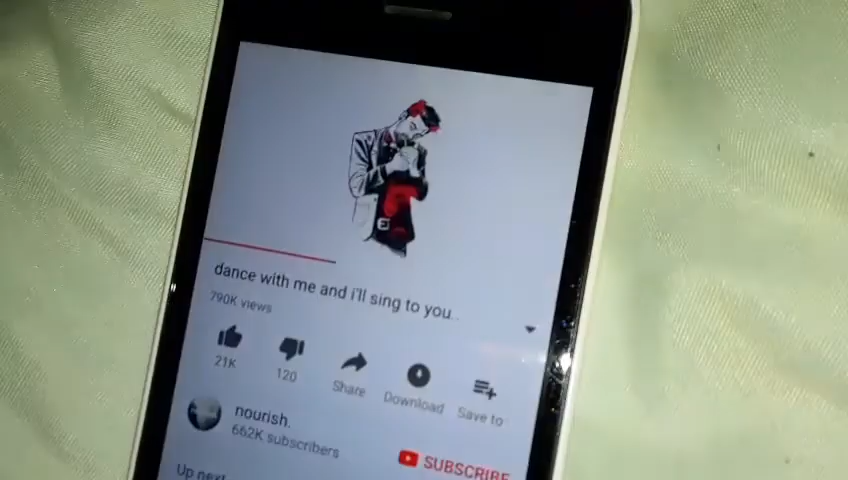 dance with me and i'll sing to you..
790K views
21K
120
Share
Download
Save to
nourish.
662K subscribers
SUBSCRIBE
Up next